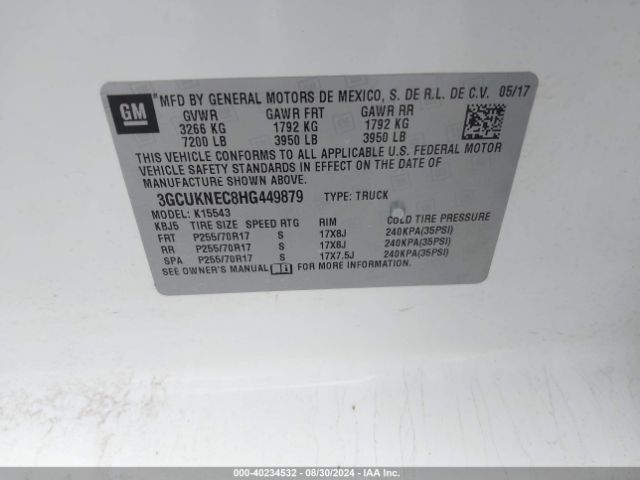 GM
MFD BY GENERAL MOTORS DE MEXICO, S. DE R.L. DE C.V. 05/17
GVWR GAWR FRT GAWR RR
3266 KG 1792 KG 1792 KG
7200 LB 3950 LB 3950 LB
THIS VEHICLE CONFORMS TO ALL APPLICABLE U.S. FEDERAL MOTOR
VEHICLE SAFETY STANDARDS IN EFFECT ON THE DATE OF
MANUFACTURE SHOWN ABOVE.
3GCUKNEC8HG449879 TYPE: TRUCK
MODEL: K15543
KBJ5 TIRE SIZE SPEED RTG RIM COLD TIRE PRESSURE
FRT P255/70R17 S 17X8J 240KPA(35PSI)
RR P255/70R17 S 17X8J 240KPA(35PSI)
SPA P255/70R17 S 17X7.5J 240KPA(35PSI)
SEE OWNER'S MANUAL FOR MORE INFORMATION.
000-40234532 - 08/30/2024 - IAA Inc.